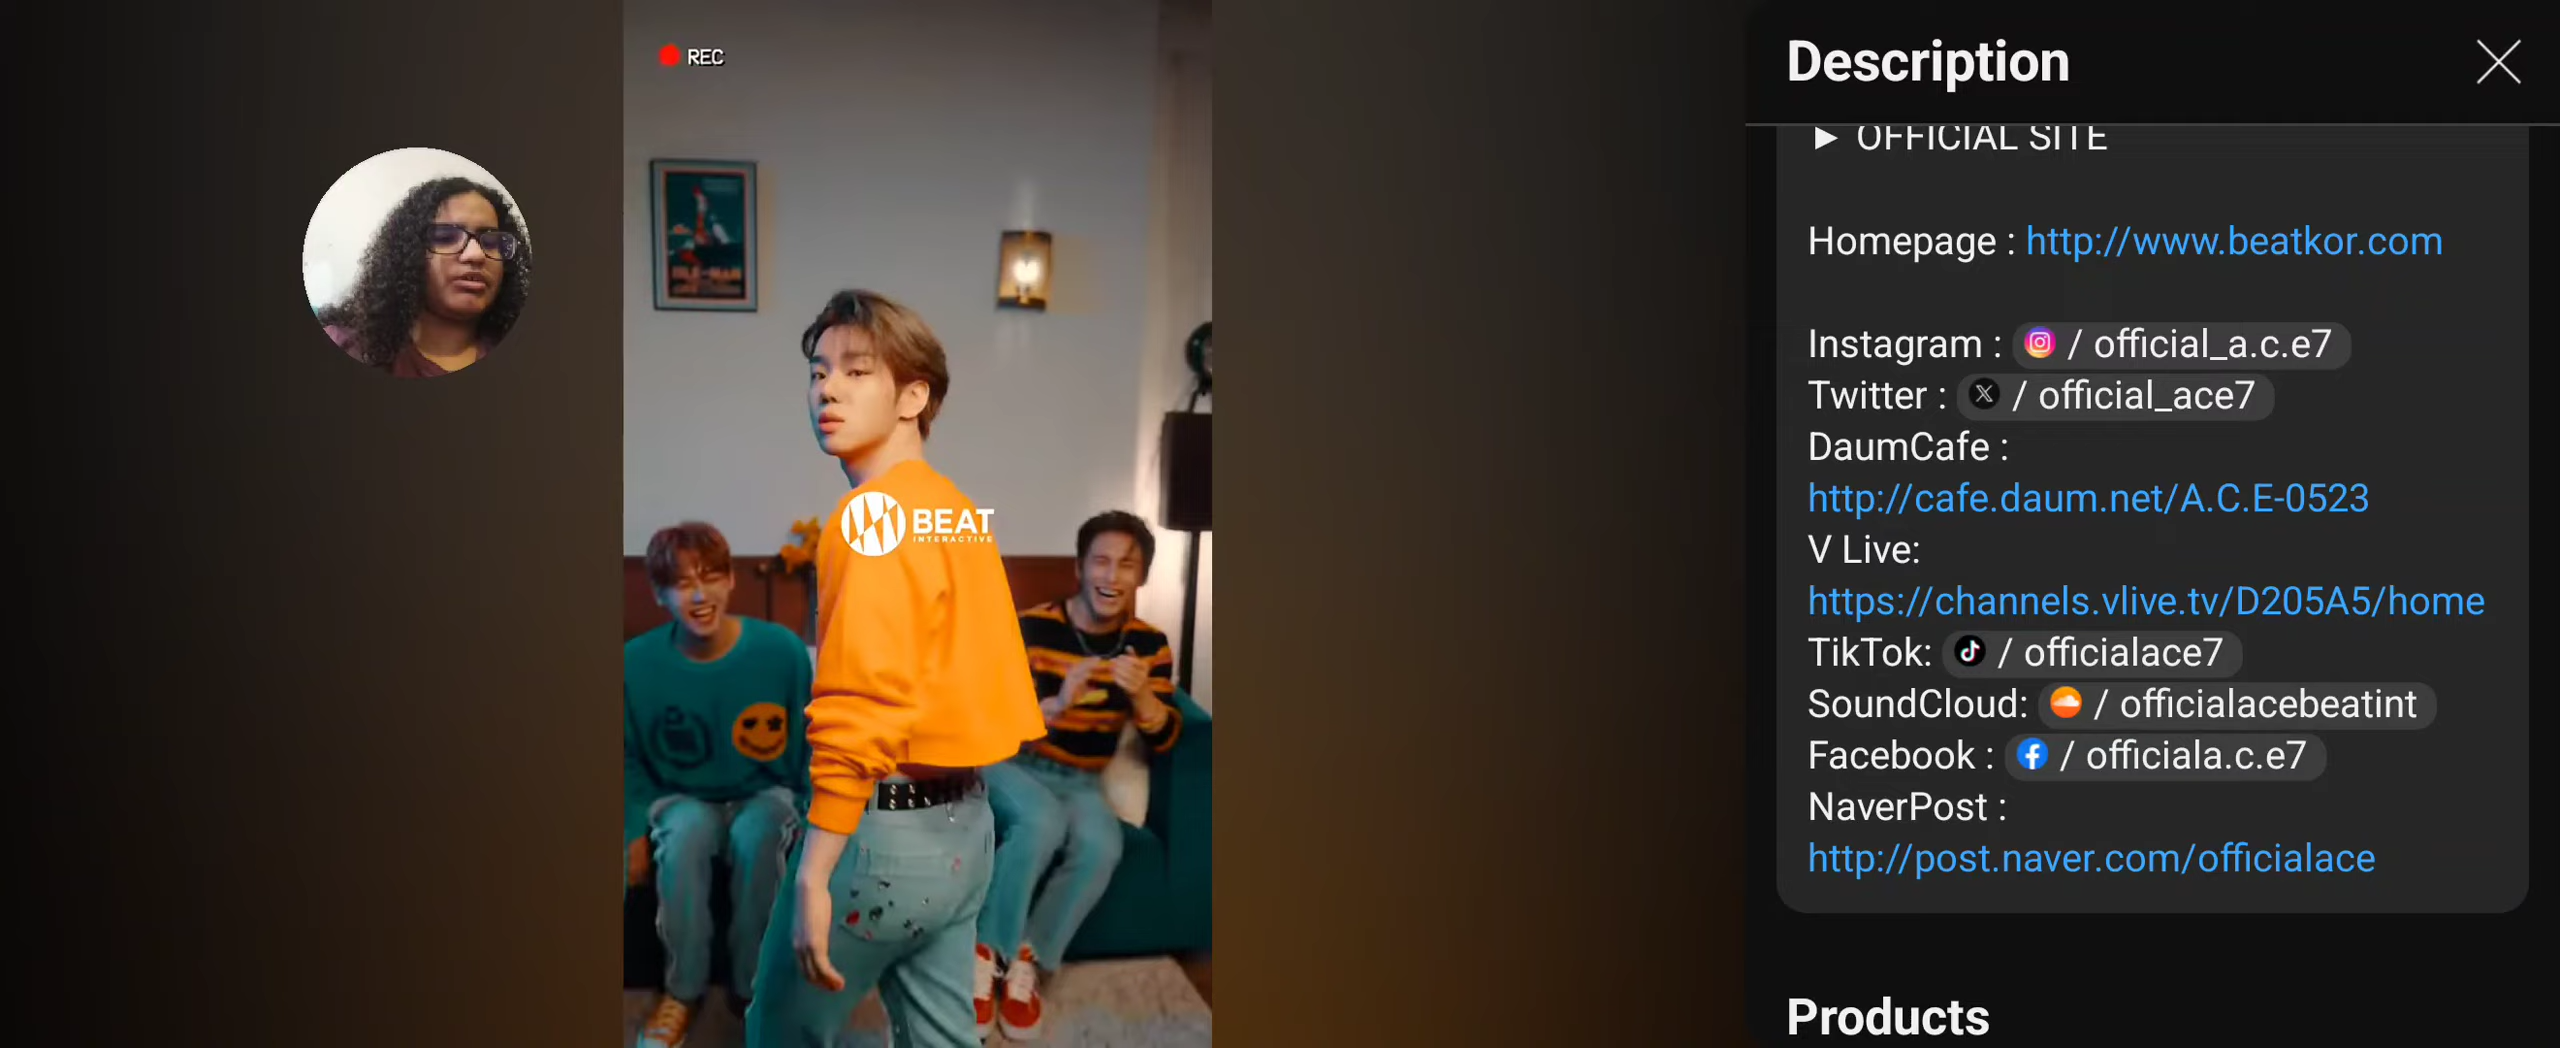 REC
BEAT
INTERACTIVE
Description
► OFFICIAL SITE
Homepage : http://www.beatkor.com
Instagram : / official_a.c.e7
Twitter : / official_ace7
DaumCafe :
http://cafe.daum.net/A.C.E-0523
V Live:
https://channels.vlive.tv/D205A5/home
TikTok: / officialace7
SoundCloud: / officialacebeatint
Facebook : / officiala.c.e7
NaverPost :
http://post.naver.com/officialace
Products